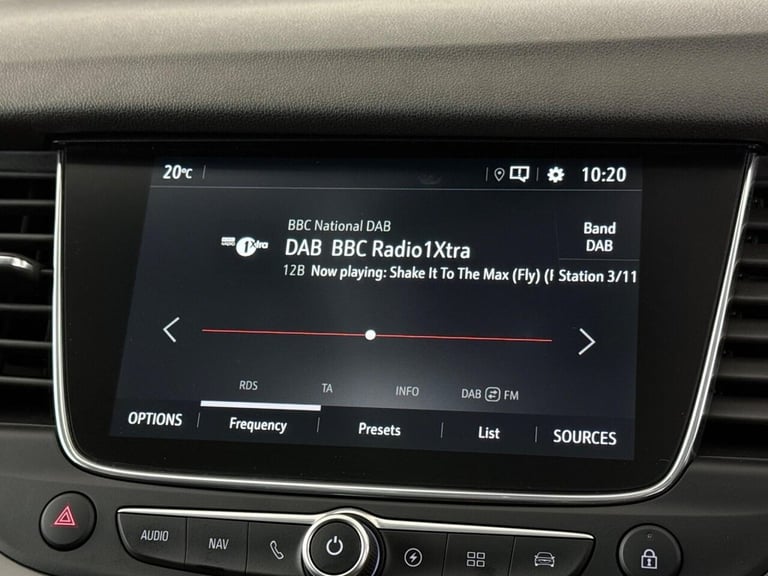 20°C 10:20
BBC National DAB
Band
1Xtra DAB BBC Radio1Xtra
DAB
12B Now playing: Shake It To The Max (Fly) (F Station 3/11
RDS TA INFO DAB FM
OPTIONS Frequency Presets List SOURCES
AUDIO NAV